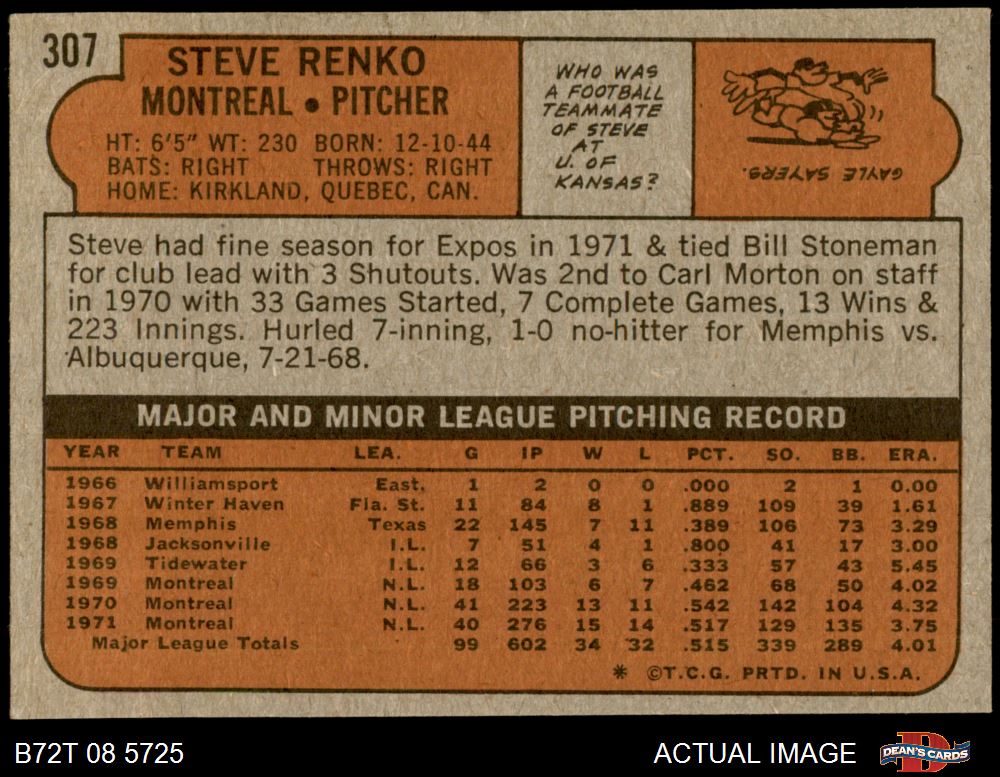 307
STEVE RENKO
MONTREAL • PITCHER
HT: 6'5" WT: 230 BORN: 12-10-44
BATS: RIGHT THROWS: RIGHT
HOME: KIRKLAND, QUEBEC, CAN.
WHO WAS
A FOOTBALL
TEAMMATE
OF STEVE
AT
U. OF
KANSAS?
GAYLE SAYERS.
Steve had fine season for Expos in 1971 & tied Bill Stoneman
for club lead with 3 Shutouts. Was 2nd to Carl Morton on staff
in 1970 with 33 Games Started, 7 Complete Games, 13 Wins &
223 Innings. Hurled 7-inning, 1-0 no-hitter for Memphis vs.
Albuquerque, 7-21-68.
MAJOR AND MINOR LEAGUE PITCHING RECORD
YEAR TEAM LEA. G IP W L PCT. SO. BB. ERA.
1966 Williamsport East. 1 2 0 0 .000 2 1 0.00
1967 Winter Haven Fla. St. 11 84 8 1 .889 109 39 1.61
1968 Memphis Texas 22 145 7 11 .389 106 73 3.29
1968 Jacksonville I.L. 7 51 4 1 .800 41 17 3.00
1969 Tidewater I.L. 12 66 3 6 .333 57 43 5.45
1969 Montreal N.L. 18 103 6 7 .462 68 50 4.02
1970 Montreal N.L. 41 223 13 11 .542 142 104 4.32
1971 Montreal N.L. 40 276 15 14 .517 129 135 3.75
Major League Totals 99 602 34 32 .515 339 289 4.01
* ©T.C.G. PRTD. IN U.S.A.
B72T 08 5725
ACTUAL IMAGE
D
DEAN'S CARDS